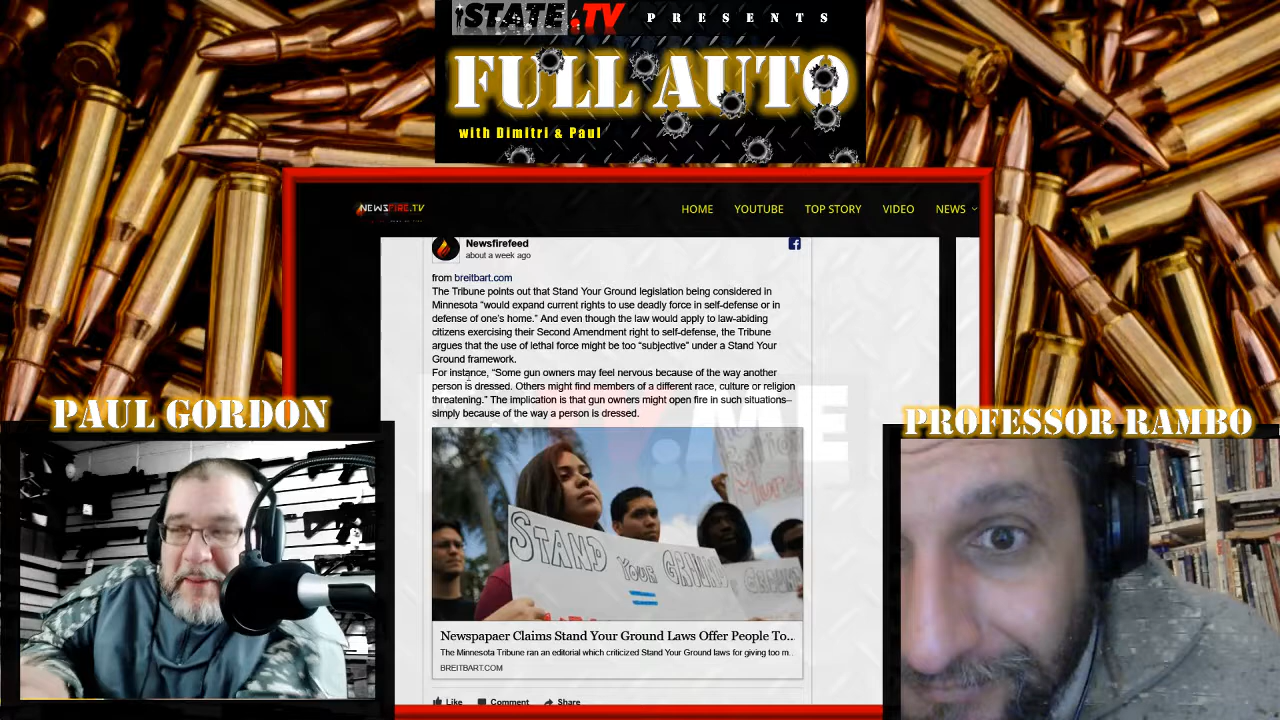 iSTATE.TV PRESENTS
FULL AUTO
with Dimitri & Paul
NEWSFIRE.TV
HOME YOUTUBE TOP STORY VIDEO NEWS
Newsfirefeed
about a week ago
from breitbart.com
The Tribune points out that Stand Your Ground legislation being considered in
Minnesota “would expand current rights to use deadly force in self-defense or in
defense of one's home.” And even though the law would apply to law-abiding
citizens exercising their Second Amendment right to self-defense, the Tribune
argues that the use of lethal force might be too “subjective” under a Stand Your
Ground framework.
For instance, “Some gun owners may feel nervous because of the way another
person is dressed. Others might find members of a different race, culture or religion
threatening.” The implication is that gun owners might open fire in such situations–
simply because of the way a person is dressed.
.ME
PAUL GORDON
PROFESSOR RAMBO
STAND YOUR GROUND
=
GROUND
Newspapaer Claims Stand Your Ground Laws Offer People To...
The Minnesota Tribune ran an editorial which criticized Stand Your Ground laws for giving too m..
BREITBART.COM
Like Comment Share